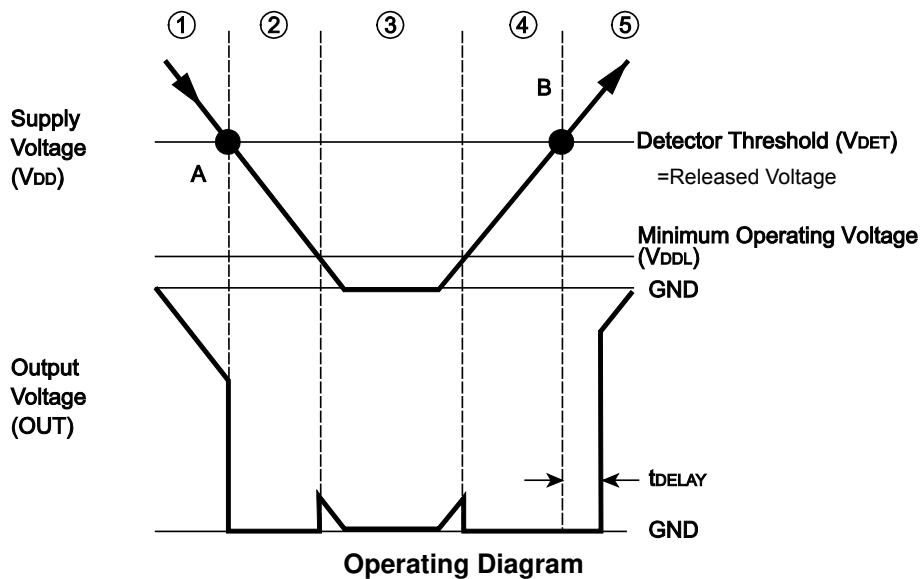 ① ② ③ ④ ⑤
Supply
Voltage
(VDD)
A
B
Detector Threshold (VDET)
=Released Voltage
Minimum Operating Voltage
(VDDL)
GND
Output
Voltage
(OUT)
tDELAY
GND
Operating Diagram